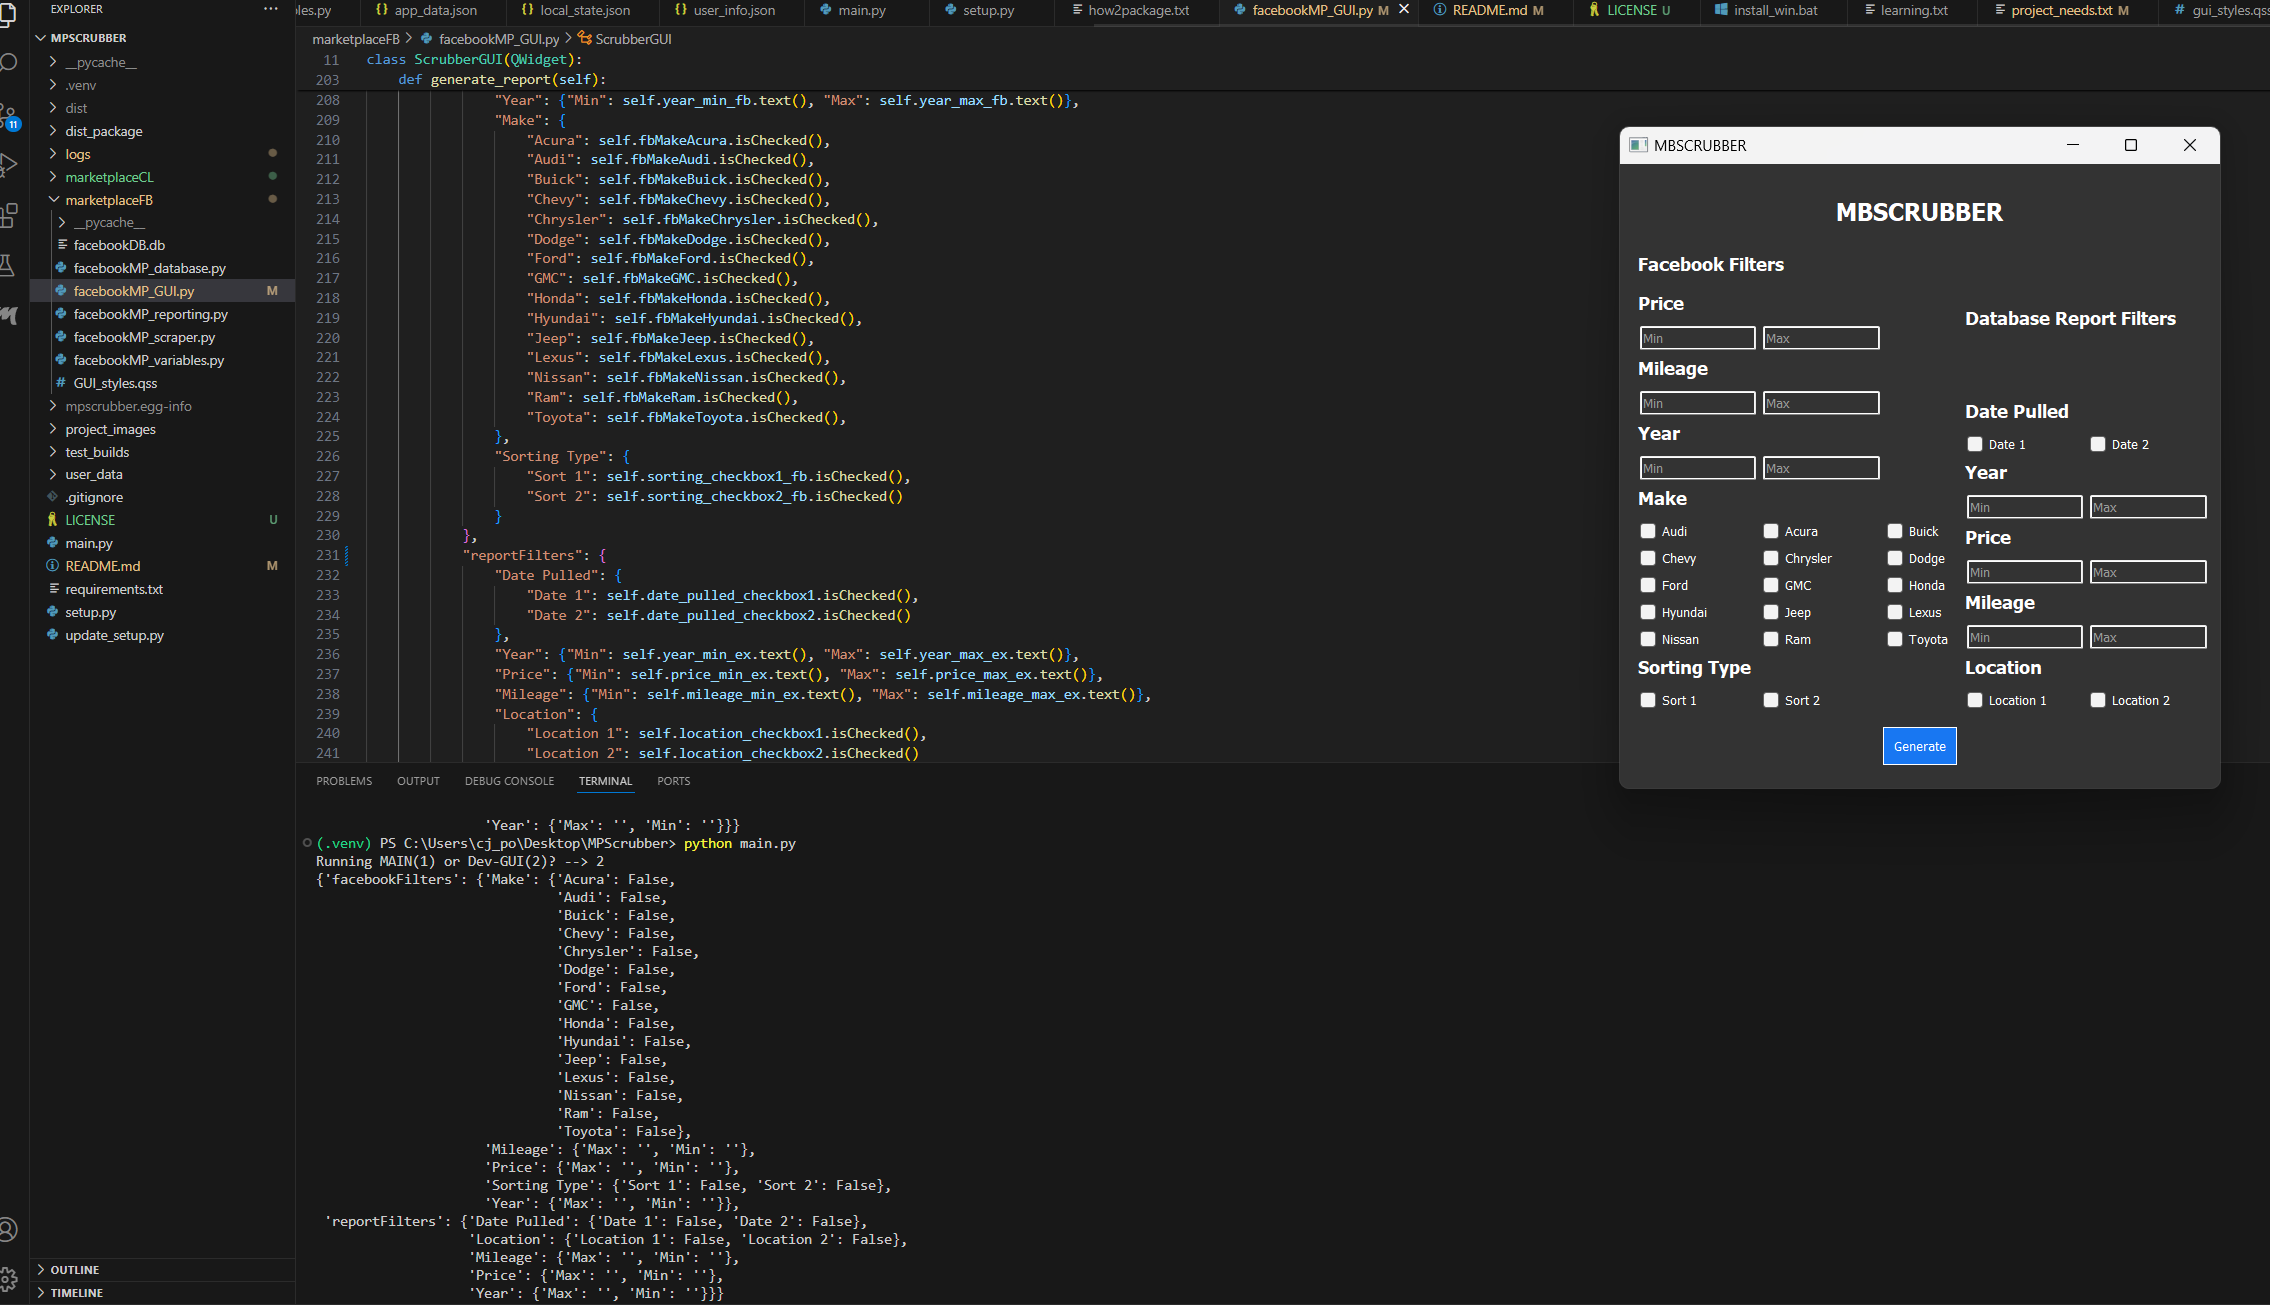 EXPLORER
MPSCRUBBER
__pycache__
.venv
dist
dist_package
logs
marketplaceCL
marketplaceFB
__pycache__
facebookDB.db
facebookMP_database.py
facebookMP_GUI.py M
facebookMP_reporting.py
facebookMP_scraper.py
facebookMP_variables.py
GUI_styles.qss
mpscrubber.egg-info
project_images
test_builds
user_data
.gitignore
LICENSE U
main.py
README.md M
requirements.txt
setup.py
update_setup.py
OUTLINE
TIMELINE
11
les.py
app_data.json
local_state.json
user_info.json
main.py
setup.py
how2package.txt
facebookMP_GUI.py M
README.md M
LICENSE U
install_win.bat
learning.txt
project_needs.txt M
gui_styles.qss
marketplaceFB > facebookMP_GUI.py > ScrubberGUI
11 class ScrubberGUI(QWidget):
203 def generate_report(self):
208 "Year": {"Min": self.year_min_fb.text(), "Max": self.year_max_fb.text()},
209 "Make": {
210 "Acura": self.fbMakeAcura.isChecked(),
211 "Audi": self.fbMakeAudi.isChecked(),
212 "Buick": self.fbMakeBuick.isChecked(),
213 "Chevy": self.fbMakeChevy.isChecked(),
214 "Chrysler": self.fbMakeChrysler.isChecked(),
215 "Dodge": self.fbMakeDodge.isChecked(),
216 "Ford": self.fbMakeFord.isChecked(),
217 "GMC": self.fbMakeGMC.isChecked(),
218 "Honda": self.fbMakeHonda.isChecked(),
219 "Hyundai": self.fbMakeHyundai.isChecked(),
220 "Jeep": self.fbMakeJeep.isChecked(),
221 "Lexus": self.fbMakeLexus.isChecked(),
222 "Nissan": self.fbMakeNissan.isChecked(),
223 "Ram": self.fbMakeRam.isChecked(),
224 "Toyota": self.fbMakeToyota.isChecked(),
225 },
226 "Sorting Type": {
227 "Sort 1": self.sorting_checkbox1_fb.isChecked(),
228 "Sort 2": self.sorting_checkbox2_fb.isChecked()
229 }
230 },
231 "reportFilters": {
232 "Date Pulled": {
233 "Date 1": self.date_pulled_checkbox1.isChecked(),
234 "Date 2": self.date_pulled_checkbox2.isChecked()
235 },
236 "Year": {"Min": self.year_min_ex.text(), "Max": self.year_max_ex.text()},
237 "Price": {"Min": self.price_min_ex.text(), "Max": self.price_max_ex.text()},
238 "Mileage": {"Min": self.mileage_min_ex.text(), "Max": self.mileage_max_ex.text()},
239 "Location": {
240 "Location 1": self.location_checkbox1.isChecked(),
241 "Location 2": self.location_checkbox2.isChecked()
PROBLEMS OUTPUT DEBUG CONSOLE TERMINAL PORTS
'Year': {'Max': '', 'Min': ''}}}
(.venv) PS C:\Users\cj_po\Desktop\MPScrubber> python main.py
Running MAIN(1) or Dev-GUI(2)? --> 2
{'facebookFilters': {'Make': {'Acura': False,
'Audi': False,
'Buick': False,
'Chevy': False,
'Chrysler': False,
'Dodge': False,
'Ford': False,
'GMC': False,
'Honda': False,
'Hyundai': False,
'Jeep': False,
'Lexus': False,
'Nissan': False,
'Ram': False,
'Toyota': False},
'Mileage': {'Max': '', 'Min': ''},
'Price': {'Max': '', 'Min': ''},
'Sorting Type': {'Sort 1': False, 'Sort 2': False},
'Year': {'Max': '', 'Min': ''}},
'reportFilters': {'Date Pulled': {'Date 1': False, 'Date 2': False},
'Location': {'Location 1': False, 'Location 2': False},
'Mileage': {'Max': '', 'Min': ''},
'Price': {'Max': '', 'Min': ''},
'Year': {'Max': '', 'Min': ''}}}
MBSCRUBBER
MBSCRUBBER
Facebook Filters
Price
Min Max
Mileage
Min Max
Year
Min Max
Make
Audi Acura Buick
Chevy Chrysler Dodge
Ford GMC Honda
Hyundai Jeep Lexus
Nissan Ram Toyota
Sorting Type
Sort 1 Sort 2
Database Report Filters
Date Pulled
Date 1 Date 2
Year
Min Max
Price
Min Max
Mileage
Min Max
Location
Location 1 Location 2
Generate